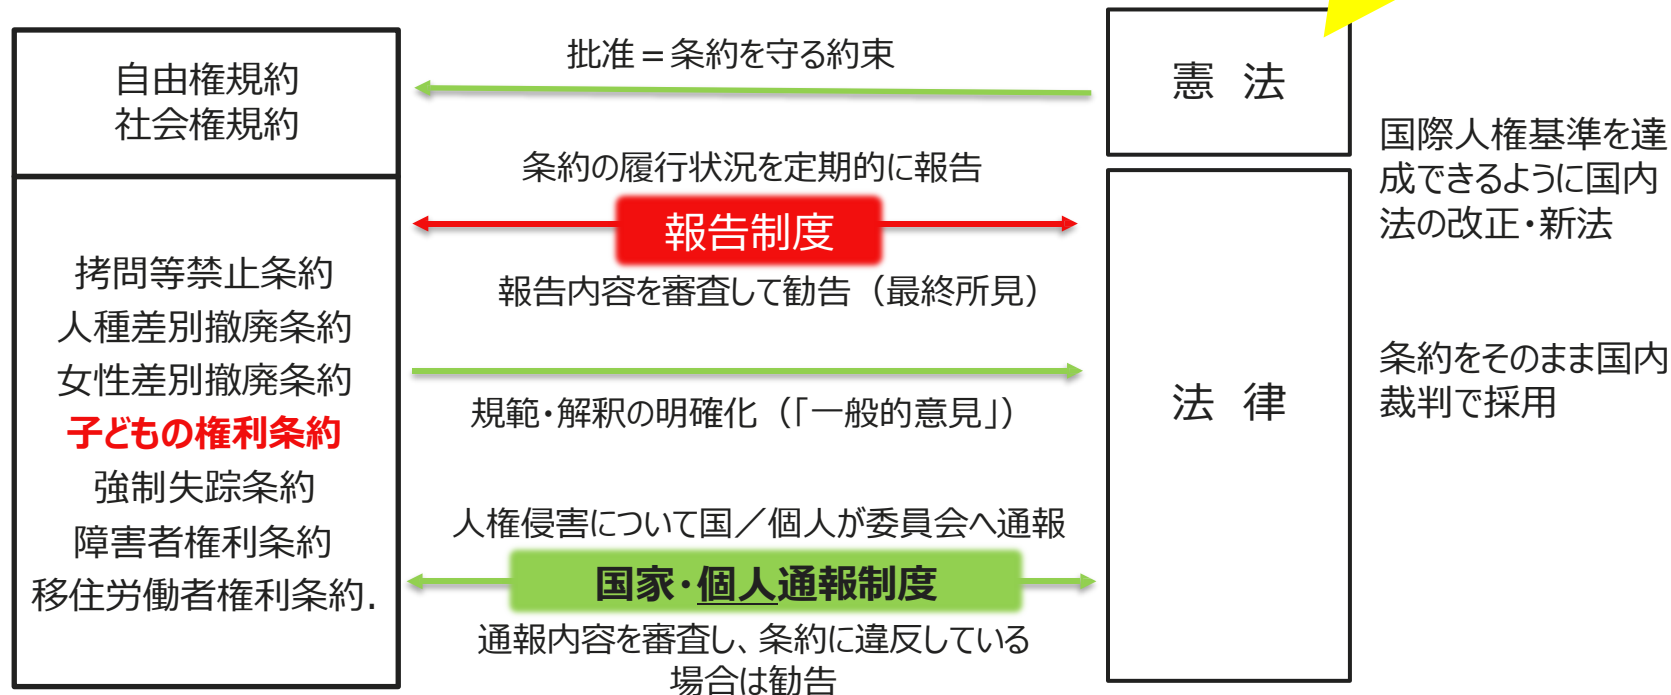 自由権規約
社会権規約
拷問等禁止条約
人種差別撤廃条約
女性差別撤廃条約
子どもの権利条約
強制失踪条約
障害者権利条約
移住労働者権利条約.
批准=条約を守る約束
条約の履行状況を定期的に報告
報告制度
報告内容を審査して勧告（最終所見）
規範・解釈の明確化（「一般的意見」）
人権侵害について国／個人が委員会へ通報
国家・個人通報制度
通報内容を審査し、条約に違反している
場合は勧告
憲 法
法 律
国際人権基準を達
成できるように国内
法の改正・新法
条約をそのまま国内
裁判で採用